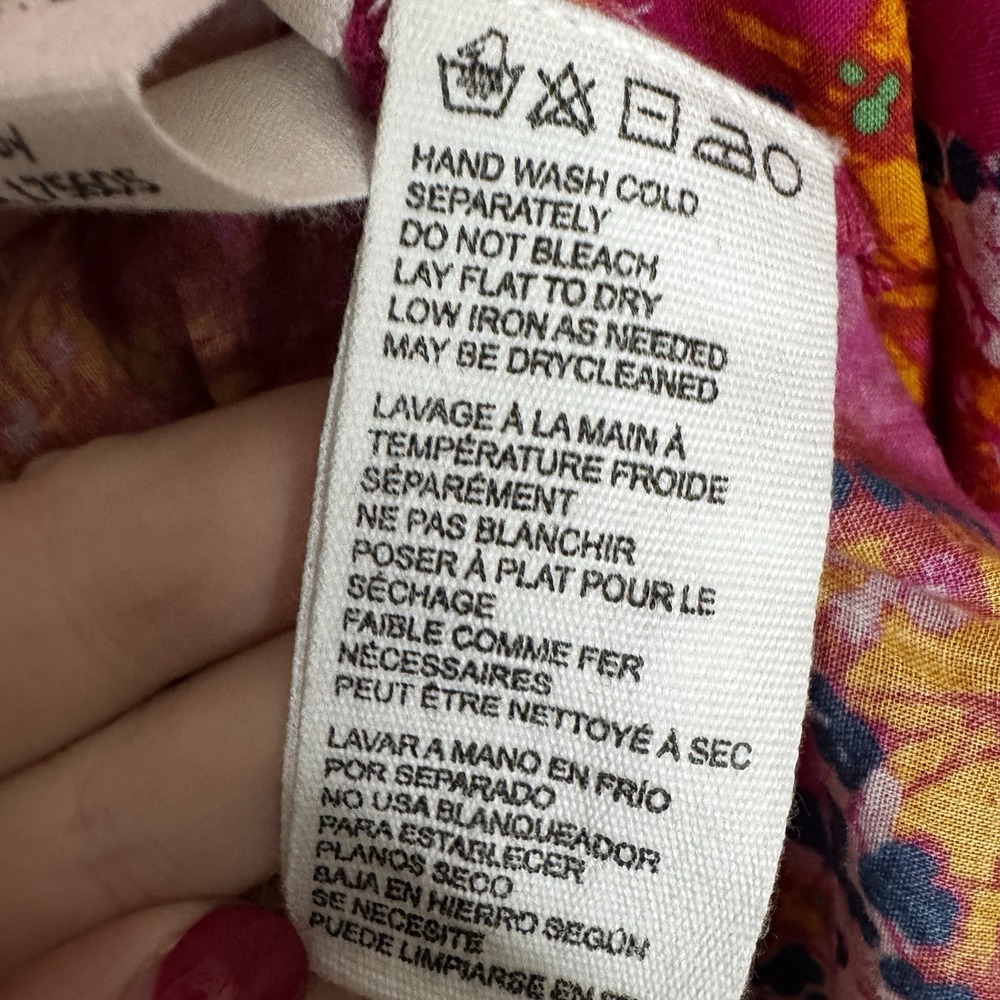 HAND WASH COLD
SEPARATELY
DO NOT BLEACH
LAY FLAT TO DRY
LOW IRON AS NEEDED
MAY BE DRYCLEANED
LAVAGE À LA MAIN À
TEMPÉRATURE FROIDE
SÉPARÉMENT
NE PAS BLANCHIR
POSER À PLAT POUR LE
SÉCHAGE
FAIBLE COMME FER
NÉCESSAIRES
PEUT ÊTRE NETTOYÉ À SEC
LAVAR A MANO EN FRÍO
POR SEPARADO
NO USA BLANQUEADOR
PARA ESTABLECER
PLANOS SECO
BAJA EN HIERRO SEGÚN
SE NECESITE
PUEDE LIMPIARSE EN